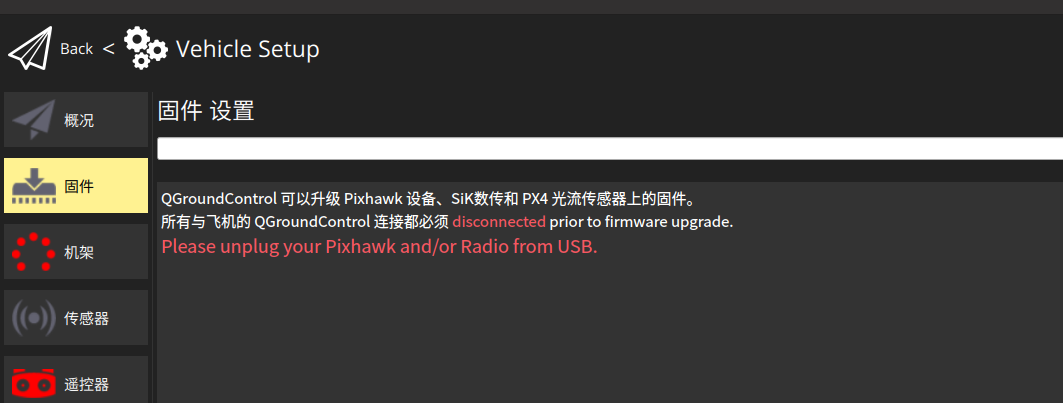 Back < Vehicle Setup
概况
固件
机架
传感器
遥控器
固件 设置
QGroundControl 可以升级 Pixhawk 设备、SiK数传和 PX4 光流传感器上的固件。
所有与飞机的 QGroundControl 连接都必须 disconnected prior to firmware upgrade.
Please unplug your Pixhawk and/or Radio from USB.